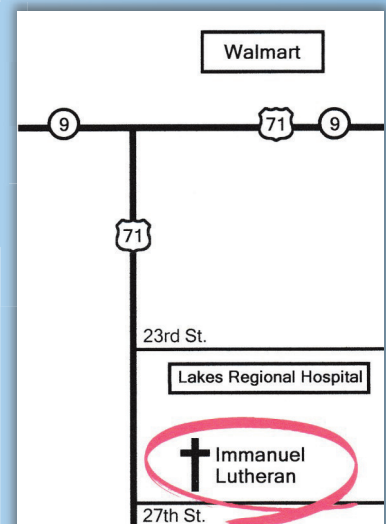 Walmart
9
71
9
71
23rd St.
Lakes Regional Hospital
Immanuel
Lutheran
27th St.